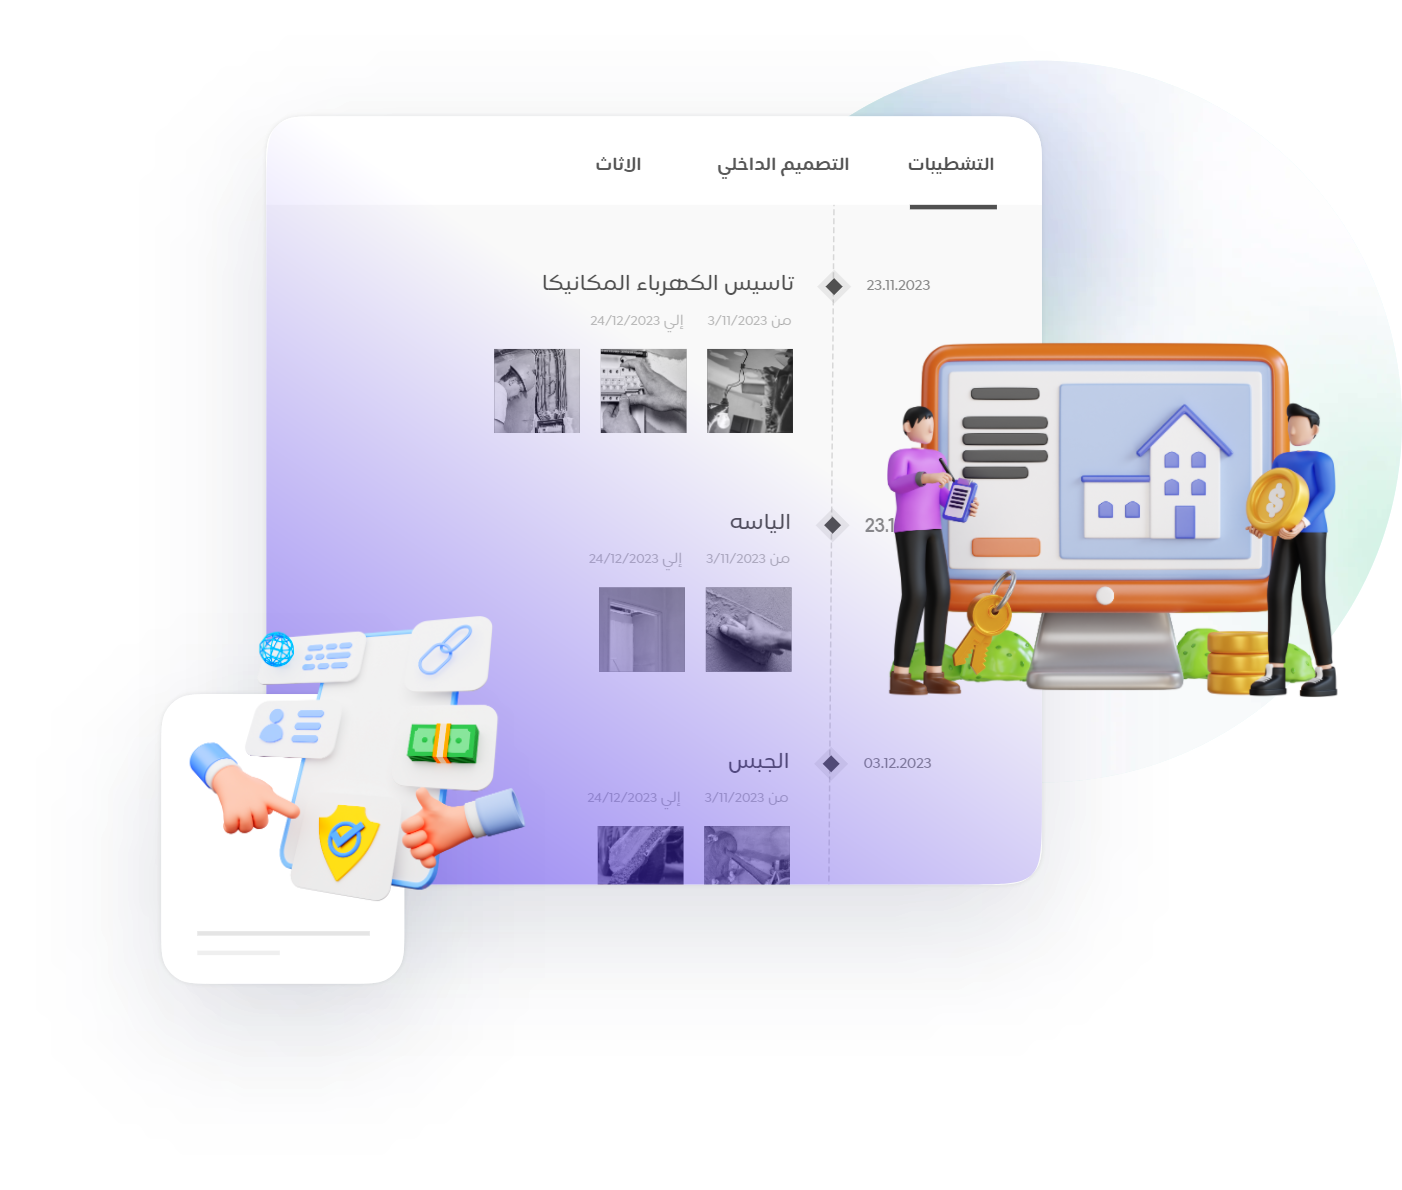 التشطيبات
التصميم الداخلي
الاثاث
23.11.2023
تاسيس الكهرباء المكانيكا
من 3/11/2023 إلي 24/12/2023
23.1
الياسه
من 3/11/2023 إلي 24/12/2023
03.12.2023
الجبس
من 3/11/2023 إلي 24/12/2023